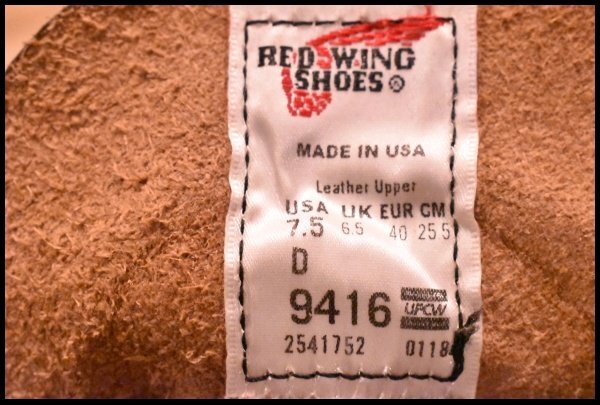 RED WING
SHOES ®
MADE IN USA
Leather Upper
USA UK EUR CM
7.5 6.5 40 25 5
D
9416 UFCW
2541752 0118